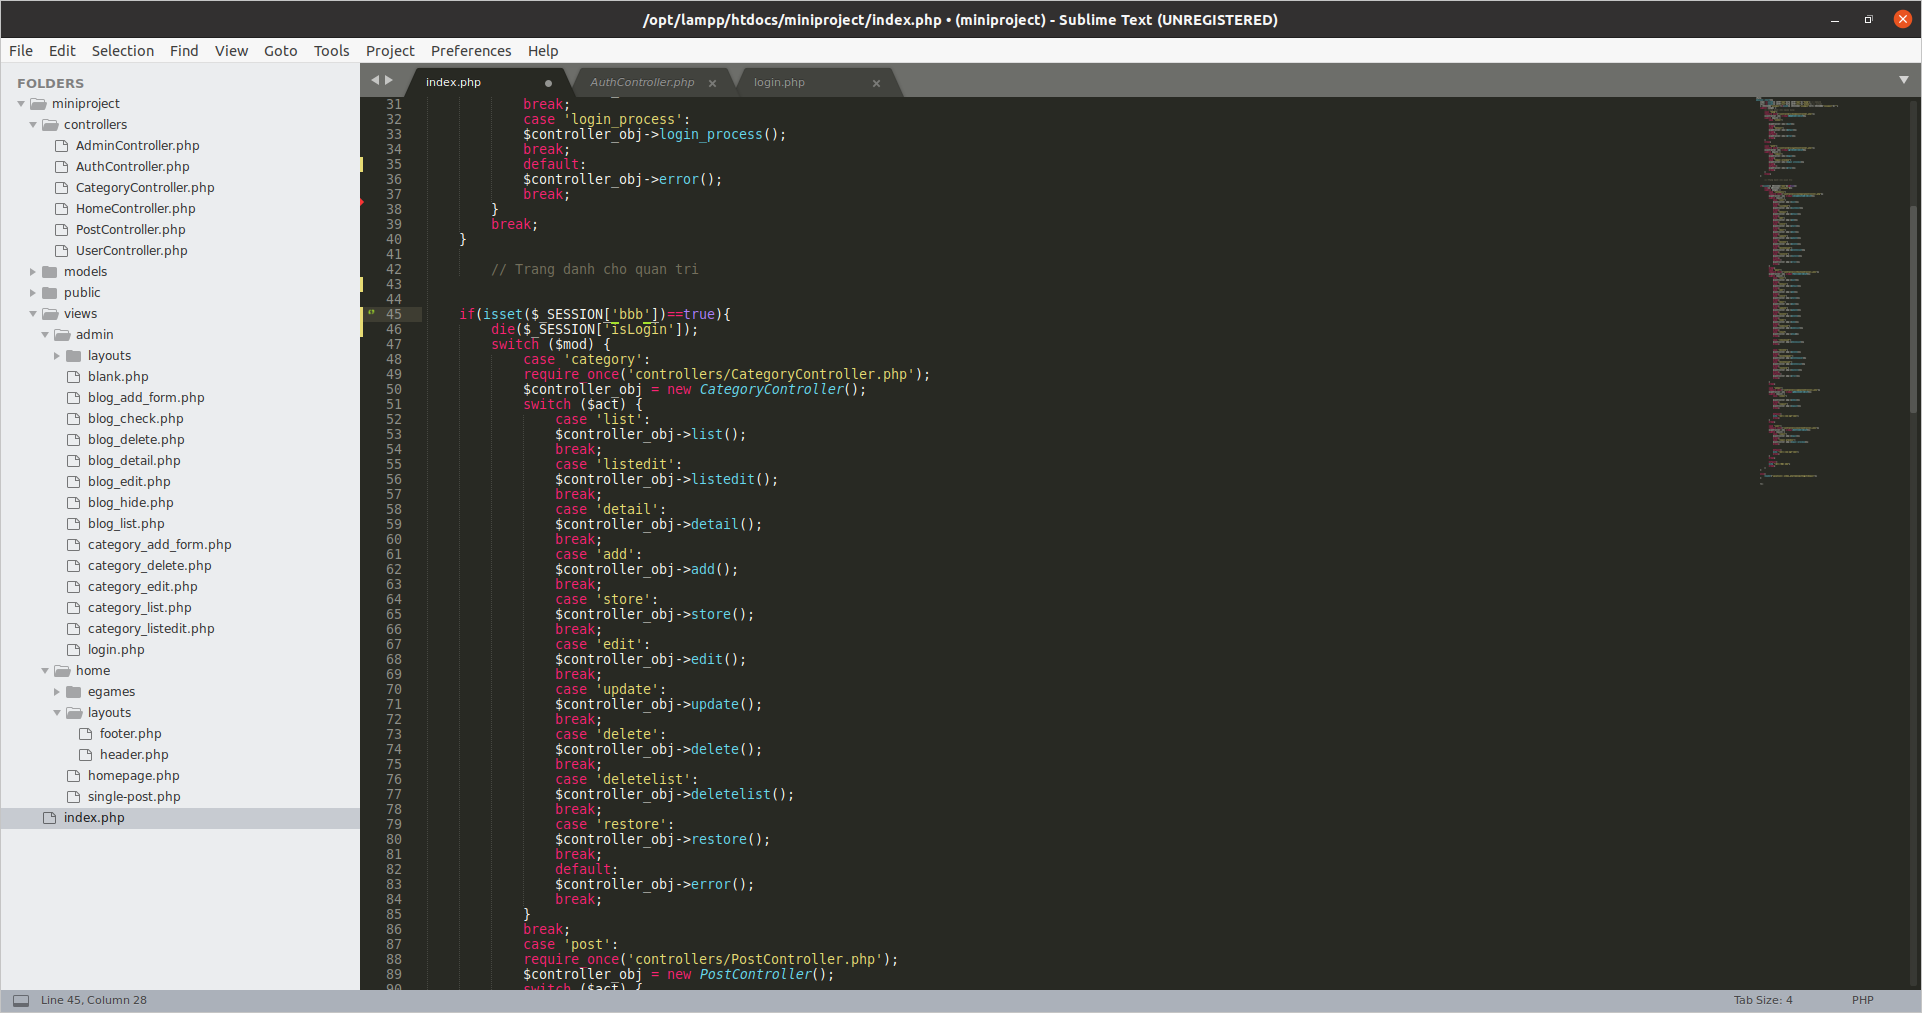 /opt/lampp/htdocs/miniproject/index.php • (miniproject) - Sublime Text (UNREGISTERED)
File Edit Selection Find View Goto Tools Project Preferences Help
FOLDERS
miniproject
controllers
AdminController.php
AuthController.php
CategoryController.php
HomeController.php
PostController.php
UserController.php
models
public
views
admin
layouts
blank.php
blog_add_form.php
blog_check.php
blog_delete.php
blog_detail.php
blog_edit.php
blog_hide.php
blog_list.php
category_add_form.php
category_delete.php
category_edit.php
category_list.php
category_listedit.php
login.php
home
egames
layouts
footer.php
header.php
homepage.php
single-post.php
index.php
index.php AuthController.php login.php
31 break;
32 case 'login_process':
33 $controller_obj->login_process();
34 break;
35 default:
36 $controller_obj->error();
37 break;
38 }
39 break;
40 }
41
42 // Trang danh cho quan tri
43
44
45 if(isset($_SESSION['bbb'])==true){
46 die($_SESSION['isLogin']);
47 switch ($mod) {
48 case 'category':
49 require_once('controllers/CategoryController.php');
50 $controller_obj = new CategoryController();
51 switch ($act) {
52 case 'list':
53 $controller_obj->list();
54 break;
55 case 'listedit':
56 $controller_obj->listedit();
57 break;
58 case 'detail':
59 $controller_obj->detail();
60 break;
61 case 'add':
62 $controller_obj->add();
63 break;
64 case 'store':
65 $controller_obj->store();
66 break;
67 case 'edit':
68 $controller_obj->edit();
69 break;
70 case 'update':
71 $controller_obj->update();
72 break;
73 case 'delete':
74 $controller_obj->delete();
75 break;
76 case 'deletelist':
77 $controller_obj->deletelist();
78 break;
79 case 'restore':
80 $controller_obj->restore();
81 break;
82 default:
83 $controller_obj->error();
84 break;
85 }
86 break;
87 case 'post':
88 require_once('controllers/PostController.php');
89 $controller_obj = new PostController();
90 switch ($act) {
Line 45, Column 28 Tab Size: 4 PHP